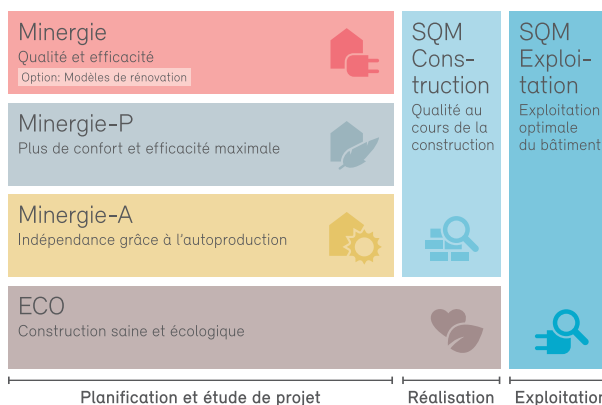 Minergie
Qualité et efficacité
Option: Modèles de rénovation
Minergie-P
Plus de confort et efficacité maximale
Minergie-A
Indépendance grâce à l'autoproduction
ECO
Construction saine et écologique
SQM
Cons-
truction
Qualité au
cours de la
construction
SQM
Exploi-
tation
Exploitation
optimale
du bâtiment
Planification et étude de projet
Réalisation
Exploitation